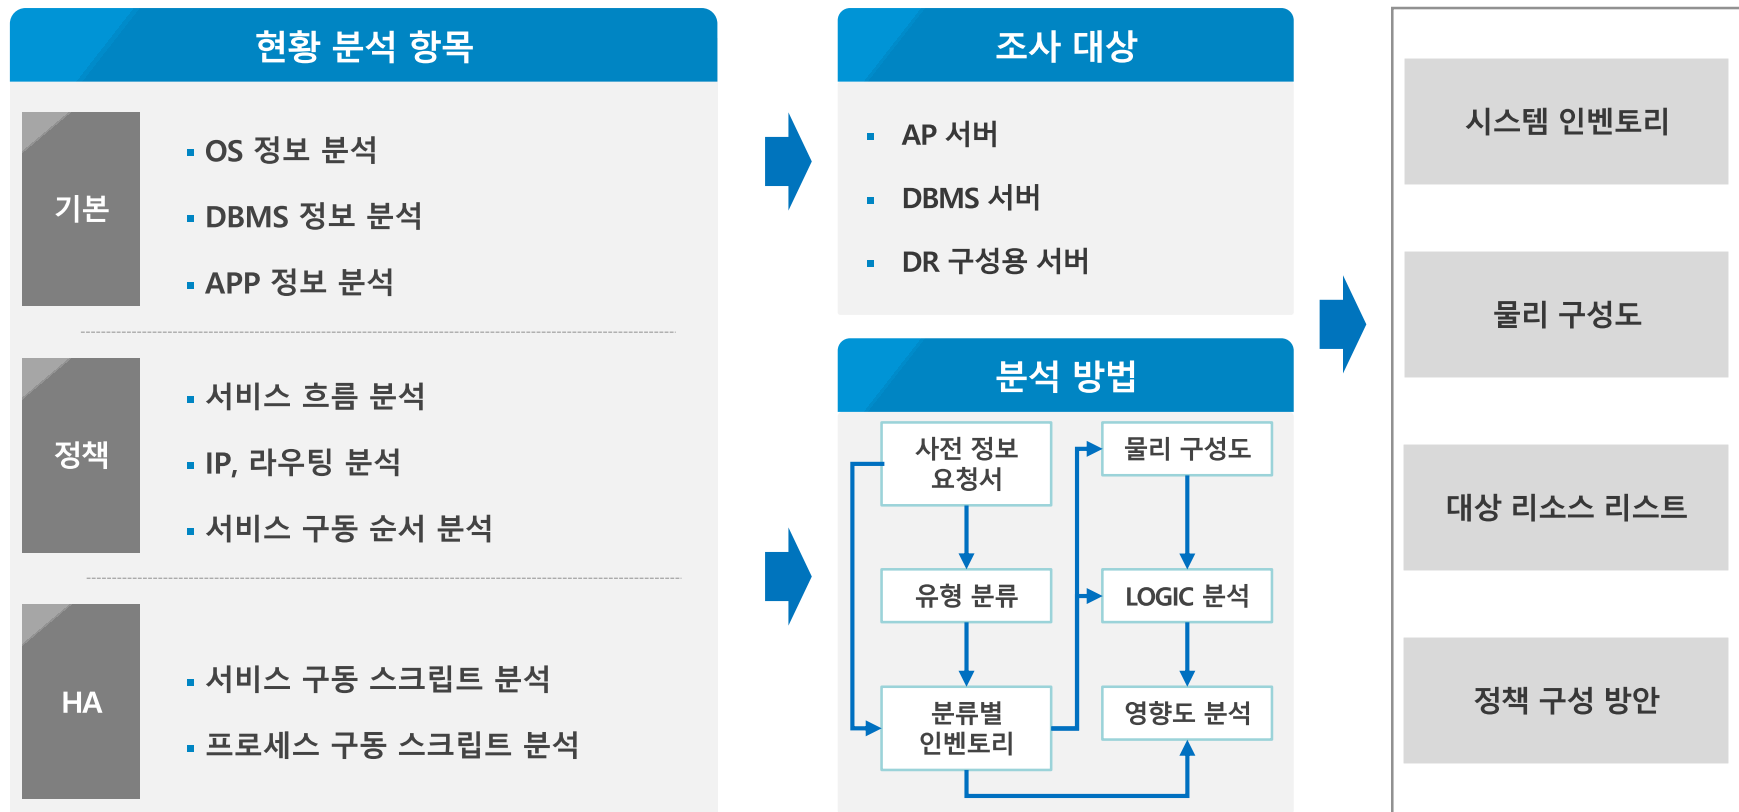 현황 분석 항목
기본
OS 정보 분석
DBMS 정보 분석
APP 정보 분석
정책
서비스 흐름 분석
IP, 라우팅 분석
서비스 구동 순서 분석
HA
서비스 구동 스크립트 분석
프로세스 구동 스크립트 분석
조사 대상
AP 서버
DBMS 서버
DR 구성용 서버
분석 방법
사전 정보
요청서
유형 분류
분류별
인벤토리
물리 구성도
LOGIC 분석
영향도 분석
시스템 인벤토리
물리 구성도
대상 리소스 리스트
정책 구성 방안